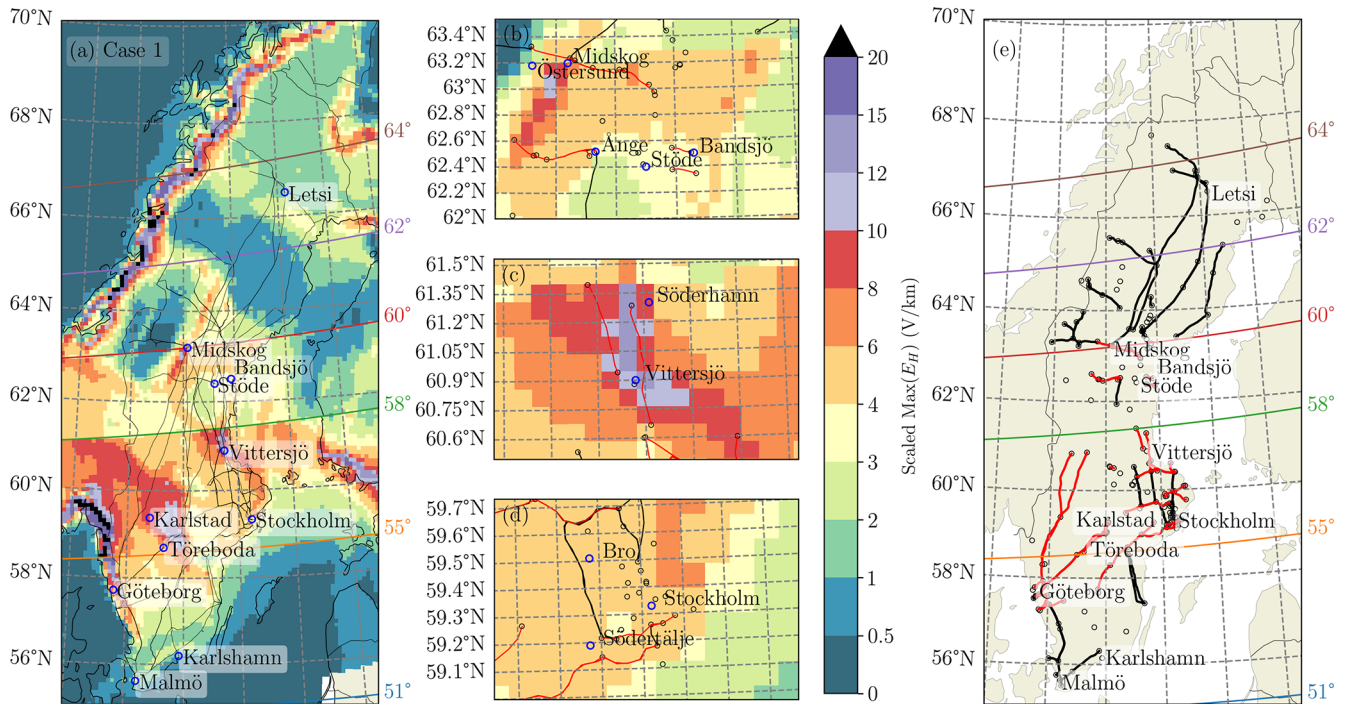 70°N
68°N
66°N
64°N
62°N
60°N
58°N
56°N
(a) Case 1
64°
62°
60°
58°
55°
51°
Letsi
Midskog
Bandsjö
Stöde
Vittersjö
Karlstad
Stockholm
Töreboda
Göteborg
Karlshamn
Malmö
63.4°N
63.2°N
63°N
62.8°N
62.6°N
62.4°N
62.2°N
62°N
(b)
Midskog
Östersund
Ånge
Bandsjö
Stöde
61.5°N
61.35°N
61.2°N
61.05°N
60.9°N
60.75°N
60.6°N
(c)
Söderhamn
Vittersjö
59.7°N
59.6°N
59.5°N
59.4°N
59.3°N
59.2°N
59.1°N
(d)
Bro
Stockholm
Södertälje
20
15
12
10
8
6
4
3
2
1
0.5
0
Scaled Max(E_H) (V/km)
70°N
68°N
66°N
64°N
62°N
60°N
58°N
56°N
(e)
64°
62°
60°
58°
55°
51°
Letsi
Midskog
Bandsjö
Stöde
Vittersjö
Karlstad
Stockholm
Töreboda
Göteborg
Karlshamn
Malmö